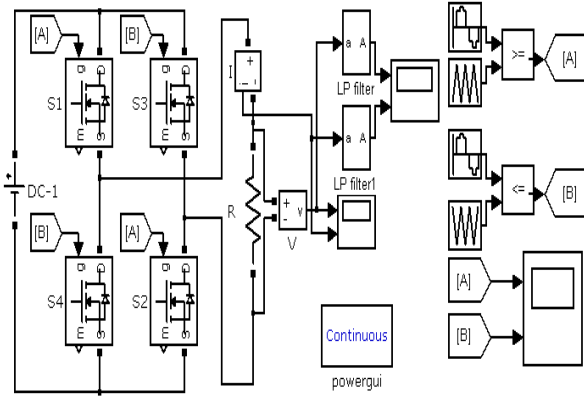 [A]
[B]
g
D
S1
m
S
g
D
S3
m
S
DC-1
[B]
[A]
g
D
S4
m
S
g
D
S2
m
S
I
+
-
i
R
+
-
v
V
a A
LP filter
a A
LP filter1
Continuous
powergui
>=
[A]
<=
[B]
[A]
[B]